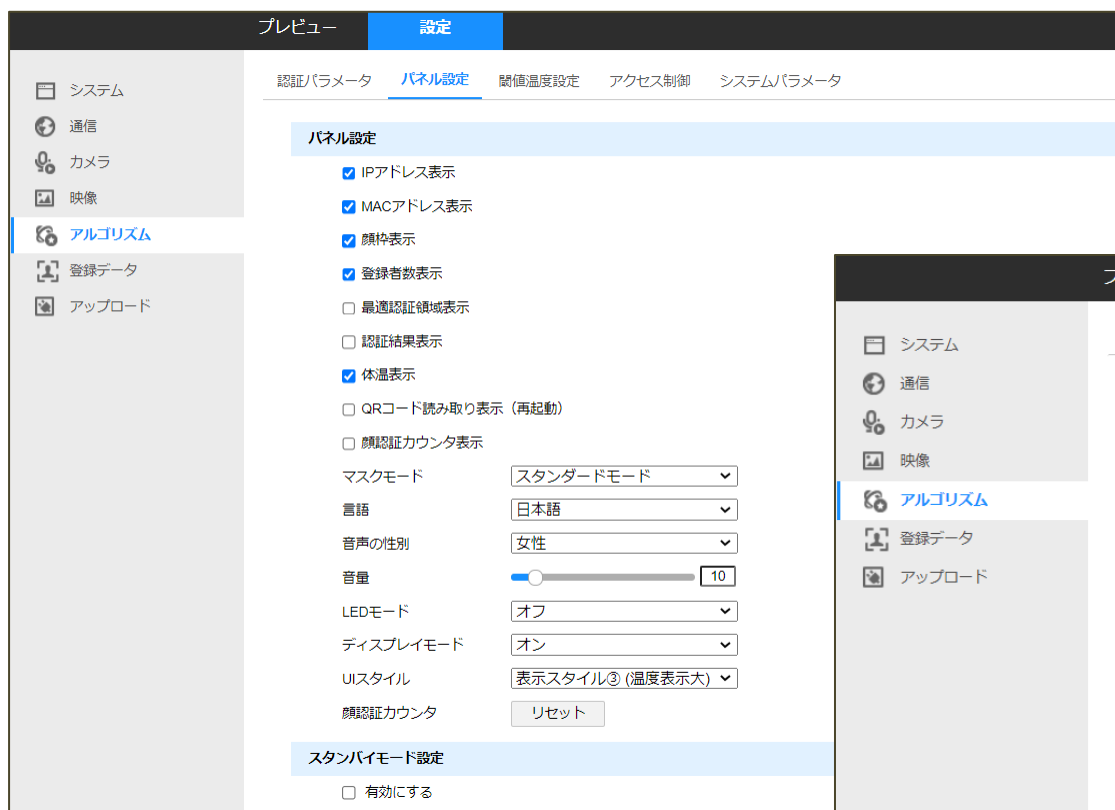 プレビュー 設定
システム
通信
カメラ
映像
アルゴリズム
登録データ
アップロード
認証パラメータ パネル設定 閾値温度設定 アクセス制御 システムパラメータ
パネル設定
IPアドレス表示
MACアドレス表示
顔枠表示
登録者数表示
最適認証領域表示
認証結果表示
体温表示
QRコード読み取り表示（再起動）
顔認証カウンタ表示
マスクモード スタンダードモード
言語 日本語
音声の性別 女性
音量 10
LEDモード オフ
ディスプレイモード オン
UIスタイル 表示スタイル③ (温度表示大)
顔認証カウンタ リセット
スタンバイモード設定
有効にする
システム
通信
カメラ
映像
アルゴリズム
登録データ
アップロード